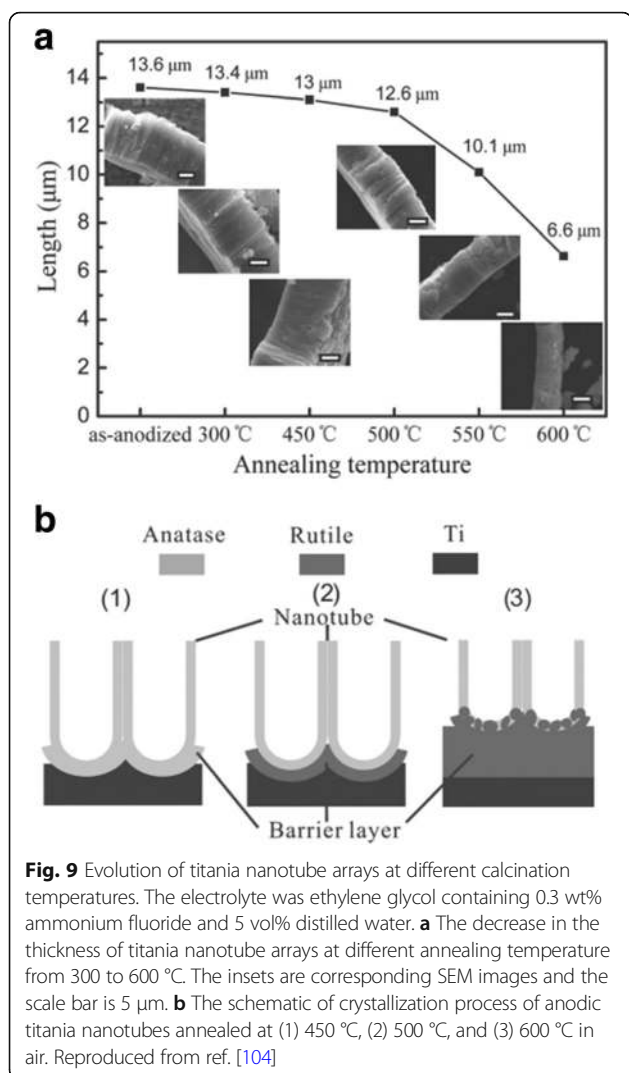 a
13.6 μm
13.4 μm
13 μm
12.6 μm
10.1 μm
6.6 μm
14
12
10
8
6
4
2
0
Length (μm)
as-anodized 300 ℃ 450 ℃ 500 ℃ 550 ℃ 600 ℃
Annealing temperature
b
Anatase Rutile Ti
(1) (2) (3)
Nanotube
Barrier layer
Fig. 9 Evolution of titania nanotube arrays at different calcination
temperatures. The electrolyte was ethylene glycol containing 0.3 wt%
ammonium fluoride and 5 vol% distilled water. a The decrease in the
thickness of titania nanotube arrays at different annealing temperature
from 300 to 600 °C. The insets are corresponding SEM images and the
scale bar is 5 μm. b The schematic of crystallization process of anodic
titania nanotubes annealed at (1) 450 °C, (2) 500 °C, and (3) 600 °C in
air. Reproduced from ref. [104]